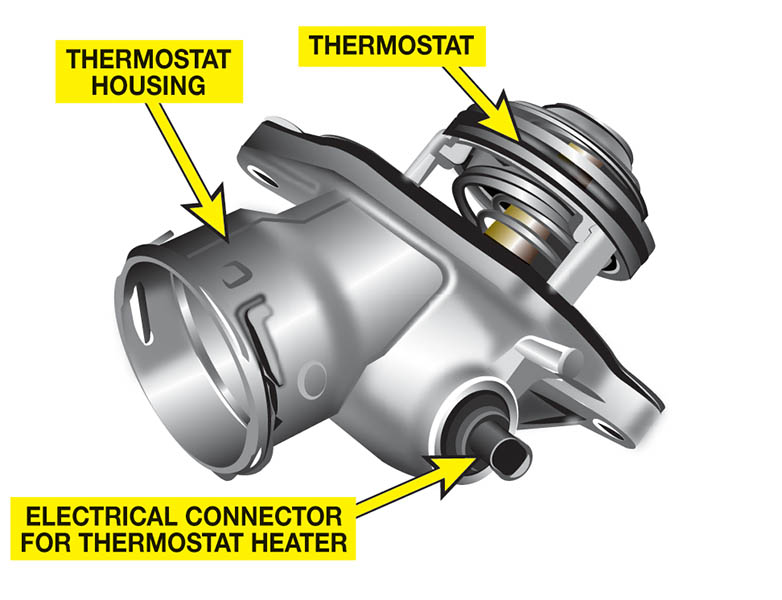 THERMOSTAT
HOUSING
THERMOSTAT
ELECTRICAL CONNECTOR
FOR THERMOSTAT HEATER